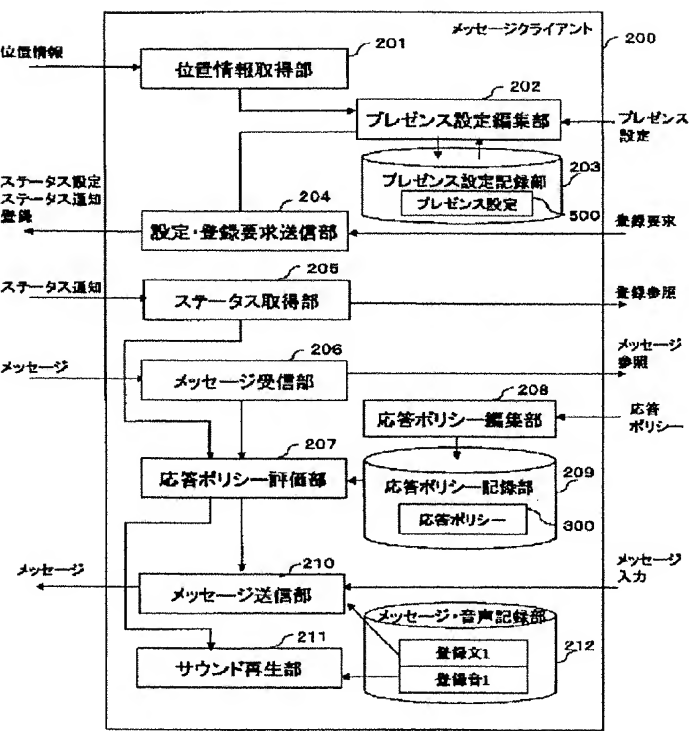 メッセージクライアント
200
201
位置情報
位置情報取得部
202
プレゼンス設定編集部
プレゼンス
設定
203
プレゼンス設定記録部
プレゼンス設定
500
ステータス設定
ステータス通知
登録
204
設定・登録要求送信部
登録要求
205
ステータス通知
ステータス取得部
登録参照
206
メッセージ
メッセージ受信部
メッセージ
参照
208
応答ポリシー編集部
応答
ポリシー
207
応答ポリシー評価部
209
応答ポリシー記録部
応答ポリシー
300
210
メッセージ
メッセージ送信部
メッセージ
入力
メッセージ・音声記録部
211
サウンド再生部
登録文1
登録音1
212